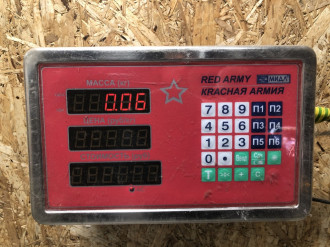 МАССА (кг)
RED ARMY
МИДЛ
КRАСНАЯ АРМИЯ
0.06
ЦЕНА
7 8 9 П1 П2
4 5 6 П3 П4
1 2 3 П5 П6
0 •
T + C